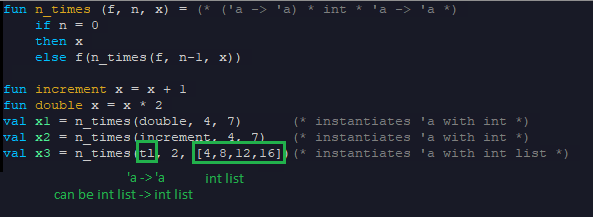 fun n_times (f, n, x) = (* ('a -> 'a) * int * 'a -> 'a *)
if n = 0
then x
else f(n_times(f, n-1, x))
fun increment x = x + 1
fun double x = x * 2
val x1 = n_times(double, 4, 7) (* instantiates 'a with int *)
val x2 = n_times(increment, 4, 7) (* instantiates 'a with int *)
val x3 = n_times(tl, 2, [4,8,12,16])(* instantiates 'a with int list *)
'a -> 'a int list
can be int list -> int list